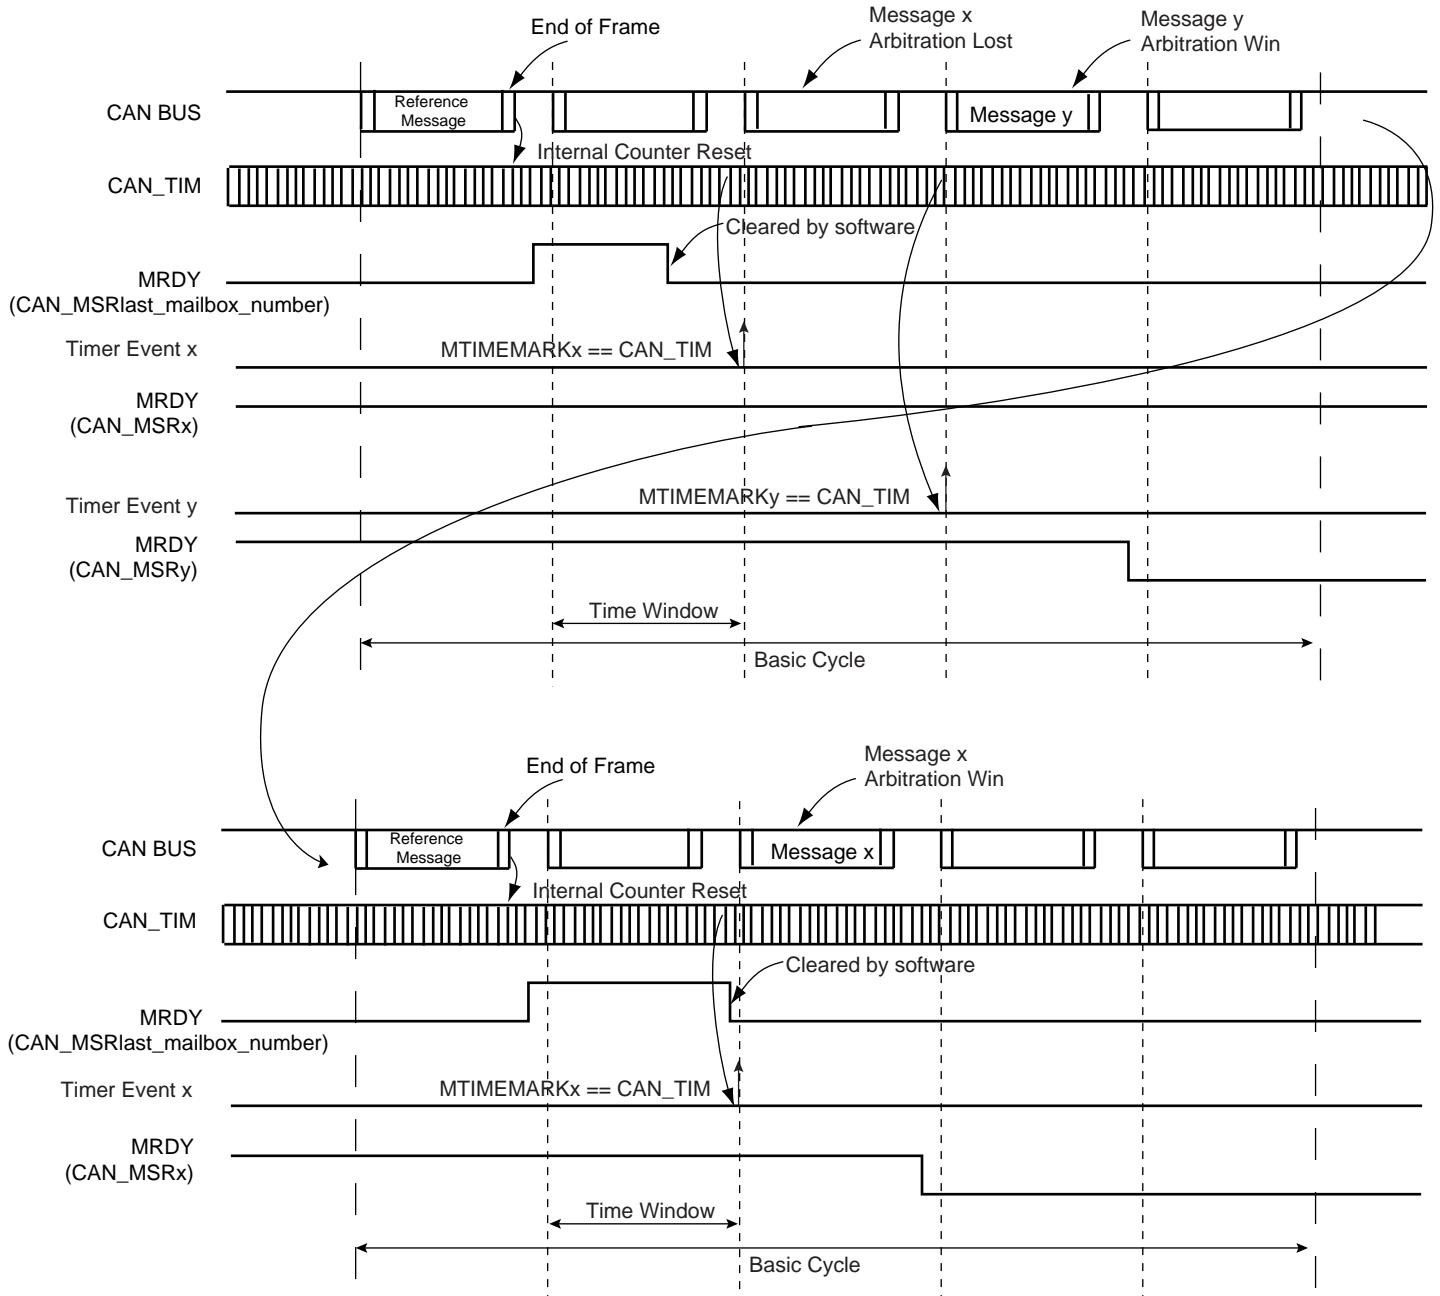 End of Frame
Message x
Arbitration Lost
Message y
Arbitration Win
CAN BUS
Reference
Message
Message y
Internal Counter Reset
CAN_TIM
Cleared by software
MRDY
(CAN_MSRlast_mailbox_number)
Timer Event x
MTIMEMARKx == CAN_TIM
MRDY
(CAN_MSRx)
Timer Event y
MTIMEMARKy == CAN_TIM
MRDY
(CAN_MSRy)
Time Window
Basic Cycle
End of Frame
Message x
Arbitration Win
CAN BUS
Reference
Message
Message x
Internal Counter Reset
CAN_TIM
Cleared by software
MRDY
(CAN_MSRlast_mailbox_number)
Timer Event x
MTIMEMARKx == CAN_TIM
MRDY
(CAN_MSRx)
Time Window
Basic Cycle